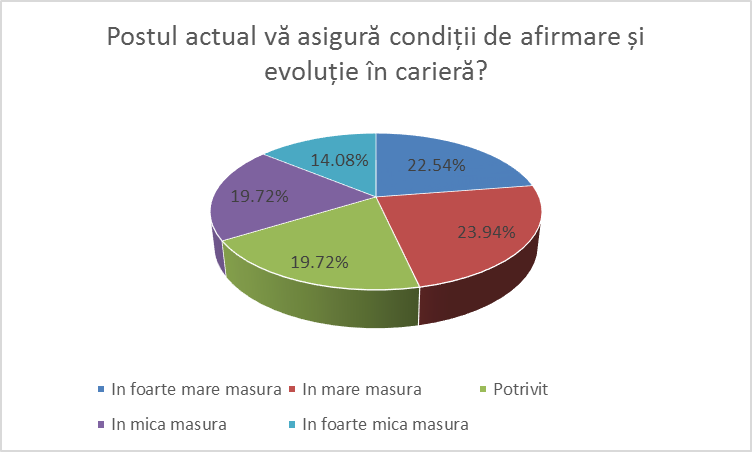 Postul actual vă asigură condiții de afirmare și
evoluție în carieră?
14.08%
22.54%
19.72%
23.94%
19.72%
In foarte mare masura
In mare masura
Potrivit
In mica masura
In foarte mica masura